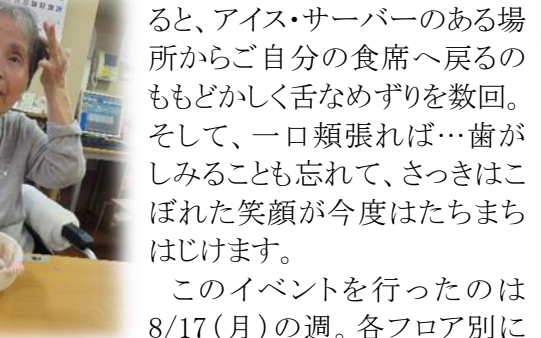 ると、アイス・サーバーのある場
所からご自分の食席へ戻るの
ももどかしく舌なめずりを数回。
そして、一口頬張れば…歯が
しみることも忘れて、さっきはこ
ぼれた笑顔が今度はたちまち
はじけます。
このイベントを行ったのは
8/17(月)の週。各フロア別に